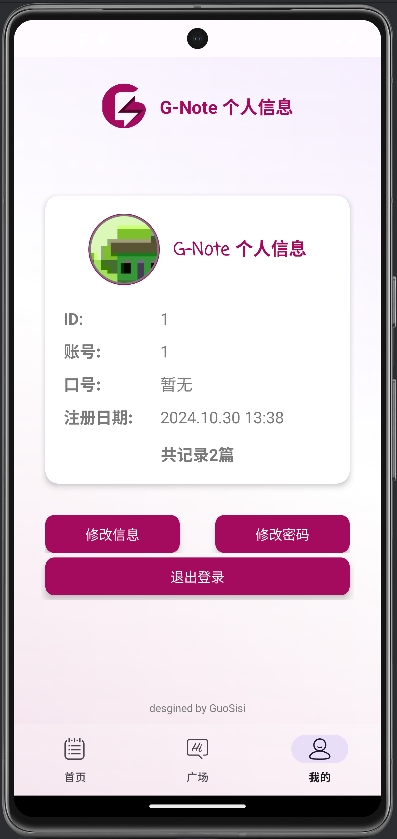 G-Note 个人信息
G-Note 个人信息
ID: 1
账号: 1
口号: 暂无
注册日期: 2024.10.30 13:38
共记录2篇
修改信息 修改密码
退出登录
desgined by GuoSisi
Hi
首页 广场 我的